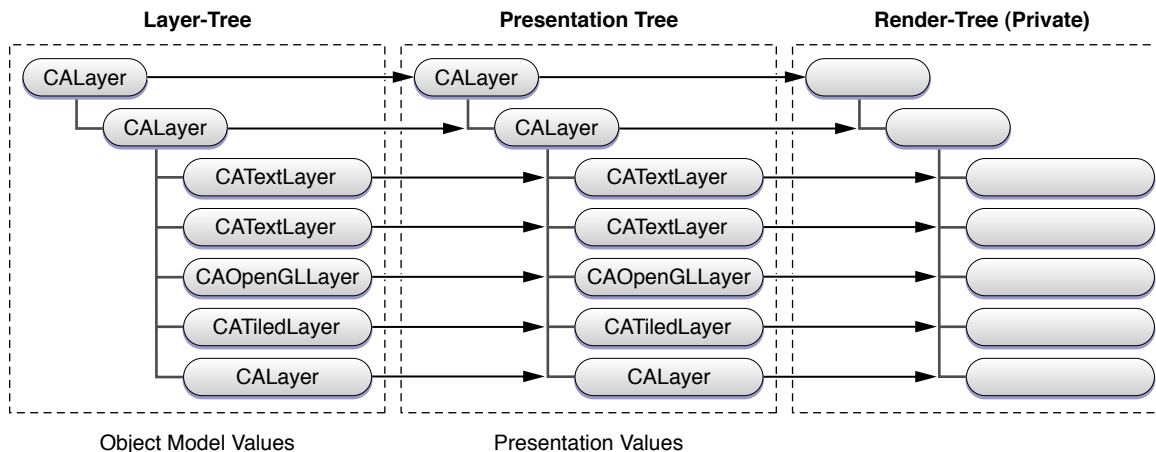 Layer-Tree
Presentation Tree
Render-Tree (Private)
CALayer
CALayer
CALayer
CALayer
CATextLayer
CATextLayer
CATextLayer
CATextLayer
CAOpenGLLayer
CAOpenGLLayer
CATiledLayer
CATiledLayer
CALayer
CALayer
Object Model Values
Presentation Values